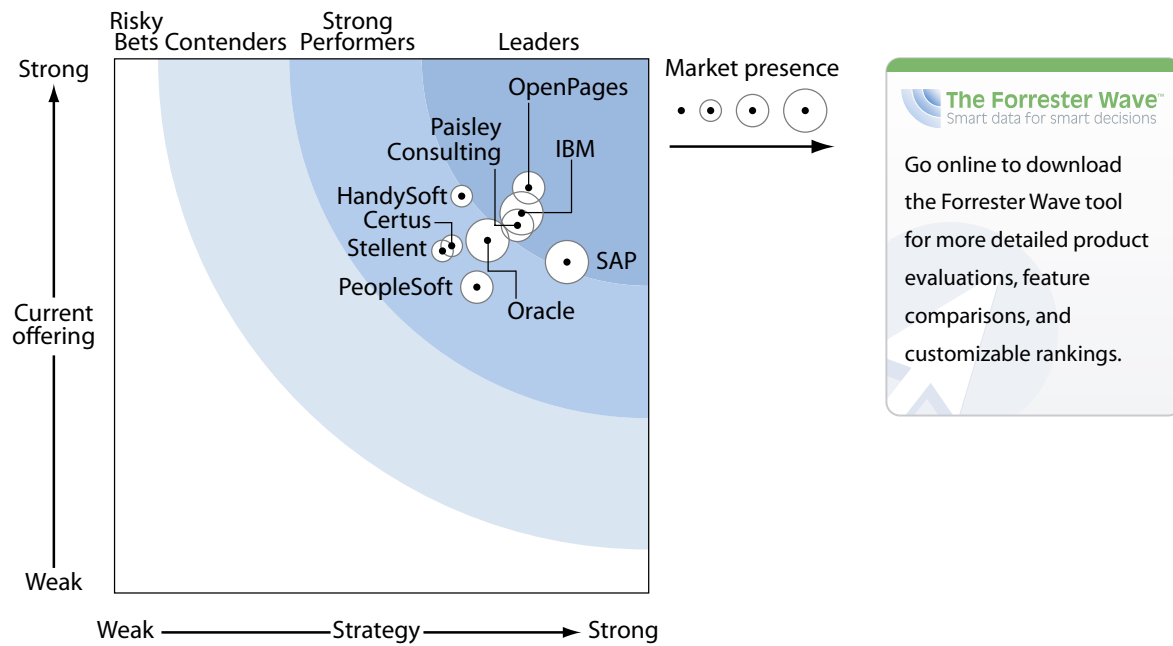 Risky
Bets
Contenders
Strong
Performers
Leaders
Strong
Current
offering
Weak
OpenPages
Paisley
Consulting
IBM
HandySoft
Certus
Stellent
SAP
PeopleSoft
Oracle
Weak
Strategy
Strong
Market presence
The Forrester Wave™
Smart data for smart decisions
Go online to download
the Forrester Wave tool
for more detailed product
evaluations, feature
comparisons, and
customizable rankings.